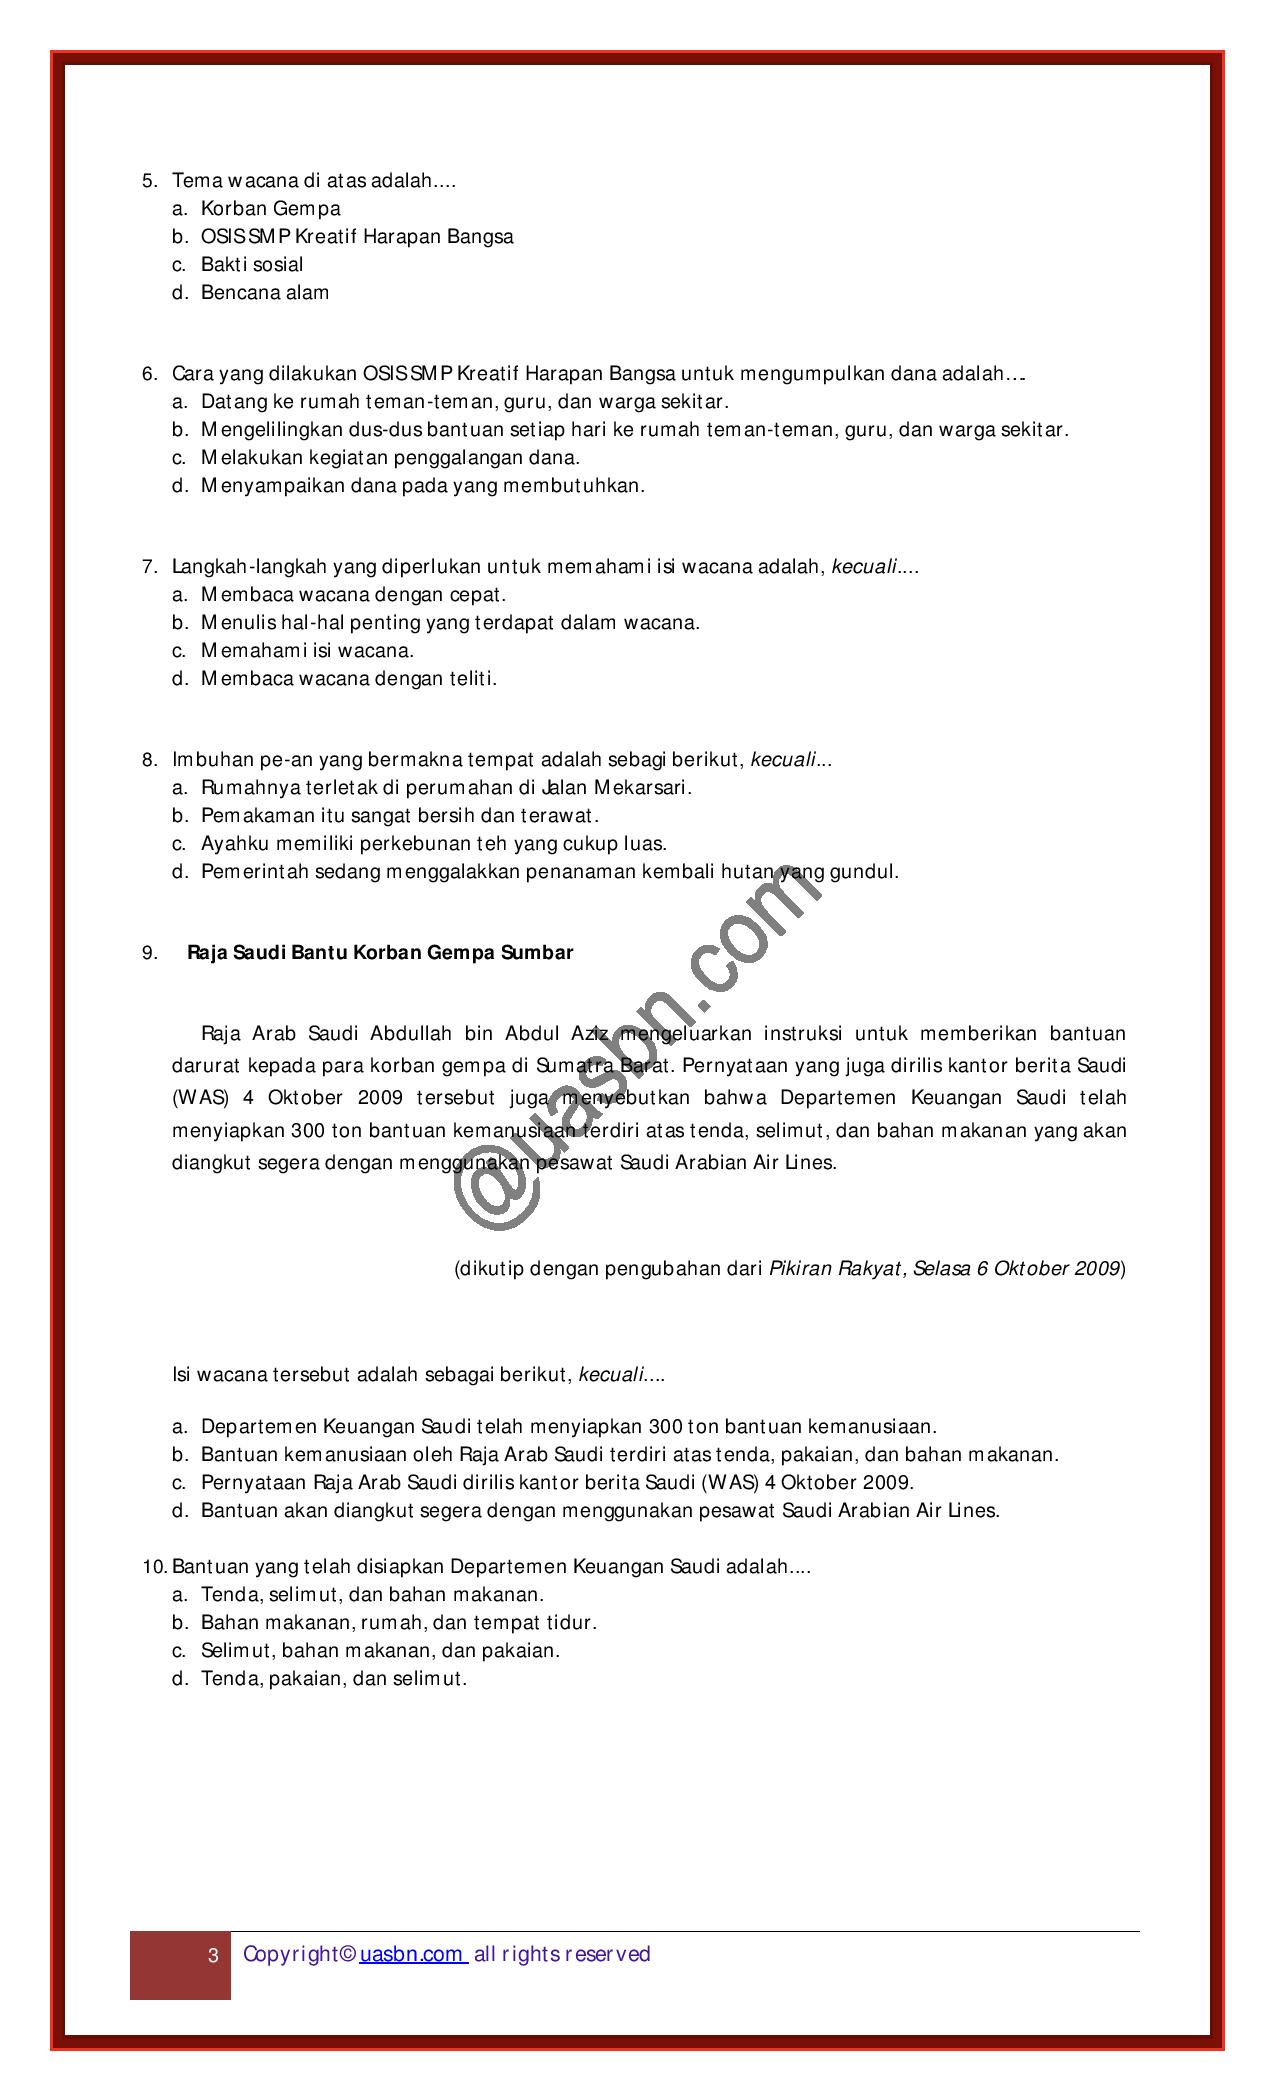 5. Tema wacana di atas adalah....
a. Korban Gempa
b. OSIS SMP Kreatif Harapan Bangsa
c. Bakti sosial
d. Bencana alam
6. Cara yang dilakukan OSIS SMP Kreatif Harapan Bangsa untuk mengumpulkan dana adalah....
a. Datang ke rumah teman-teman, guru, dan warga sekitar.
b. Mengelilingkan dus-dus bantuan setiap hari ke rumah teman-teman, guru, dan warga sekitar.
c. Melakukan kegiatan penggalangan dana.
d. Menyampaikan dana pada yang membutuhkan.
7. Langkah-langkah yang diperlukan untuk memahami isi wacana adalah, kecuali....
a. Membaca wacana dengan cepat.
b. Menulis hal-hal penting yang terdapat dalam wacana.
c. Memahami isi wacana.
d. Membaca wacana dengan teliti.
8. Imbuhan pe-an yang bermakna tempat adalah sebagi berikut, kecuali...
a. Rumahnya terletak di perumahan di Jalan Mekarsari.
b. Pemakaman itu sangat bersih dan terawat.
c. Ayahku memiliki perkebunan teh yang cukup luas.
d. Pemerintah sedang menggalakkan penanaman kembali hutan yang gundul.
9. Raja Saudi Bantu Korban Gempa Sumbar
Raja Arab Saudi Abdullah bin Abdul Aziz mengeluarkan instruksi untuk memberikan bantuan
darurat kepada para korban gempa di Sumatra Barat. Pernyataan yang juga dirilis kantor berita Saudi
(WAS) 4 Oktober 2009 tersebut juga menyebutkan bahwa Departemen Keuangan Saudi telah
menyiapkan 300 ton bantuan kemanusiaan terdiri atas tenda, selimut, dan bahan makanan yang akan
diangkut segera dengan menggunakan pesawat Saudi Arabian Air Lines.
(dikutip dengan pengubahan dari Pikiran Rakyat, Selasa 6 Oktober 2009)
Isi wacana tersebut adalah sebagai berikut, kecuali....
a. Departemen Keuangan Saudi telah menyiapkan 300 ton bantuan kemanusiaan.
b. Bantuan kemanusiaan oleh Raja Arab Saudi terdiri atas tenda, pakaian, dan bahan makanan.
c. Pernyataan Raja Arab Saudi dirilis kantor berita Saudi (WAS) 4 Oktober 2009.
d. Bantuan akan diangkut segera dengan menggunakan pesawat Saudi Arabian Air Lines.
10. Bantuan yang telah disiapkan Departemen Keuangan Saudi adalah....
a. Tenda, selimut, dan bahan makanan.
b. Bahan makanan, rumah, dan tempat tidur.
c. Selimut, bahan makanan, dan pakaian.
d. Tenda, pakaian, dan selimut.
@uasbn.com
3 Copyright© uasbn.com all rights reserved